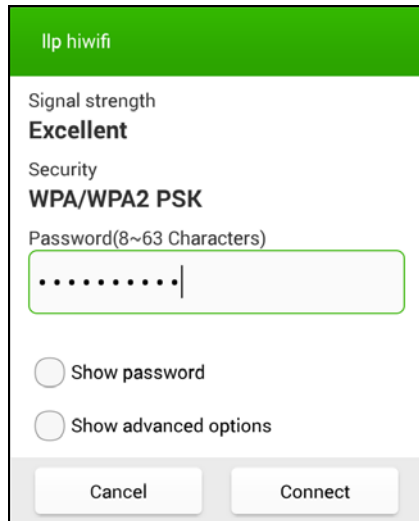 llp hiwifi
Signal strength
Excellent
Security
WPA/WPA2 PSK
Password(8~63 Characters)
••••••••••
Show password
Show advanced options
Cancel
Connect